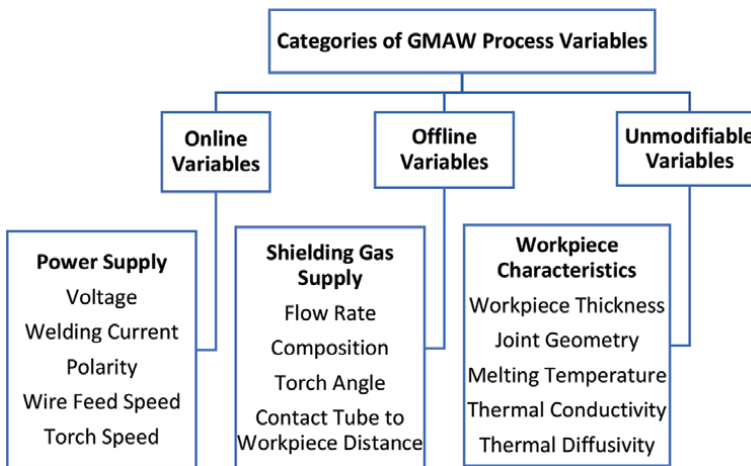 Categories of GMAW Process Variables
Online
Variables
Offline
Variables
Unmodifiable
Variables
Power Supply
Voltage
Welding Current
Polarity
Wire Feed Speed
Torch Speed
Shielding Gas
Supply
Flow Rate
Composition
Torch Angle
Contact Tube to
Workpiece Distance
Workpiece
Characteristics
Workpiece Thickness
Joint Geometry
Melting Temperature
Thermal Conductivity
Thermal Diffusivity